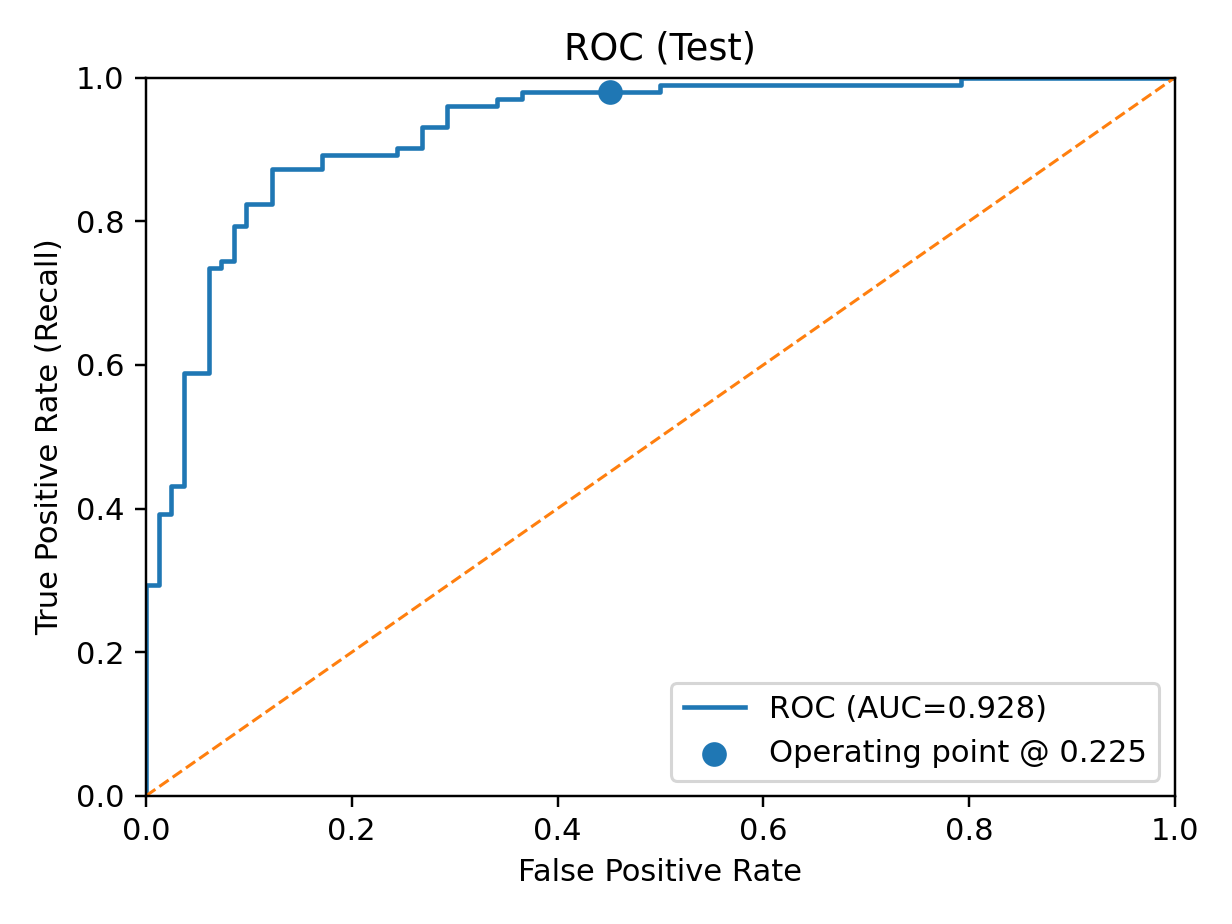 ROC (Test)
True Positive Rate (Recall)
1.0
0.8
0.6
0.4
0.2
0.0
ROC (AUC=0.928)
Operating point @ 0.225
0.0 0.2 0.4 0.6 0.8 1.0
False Positive Rate